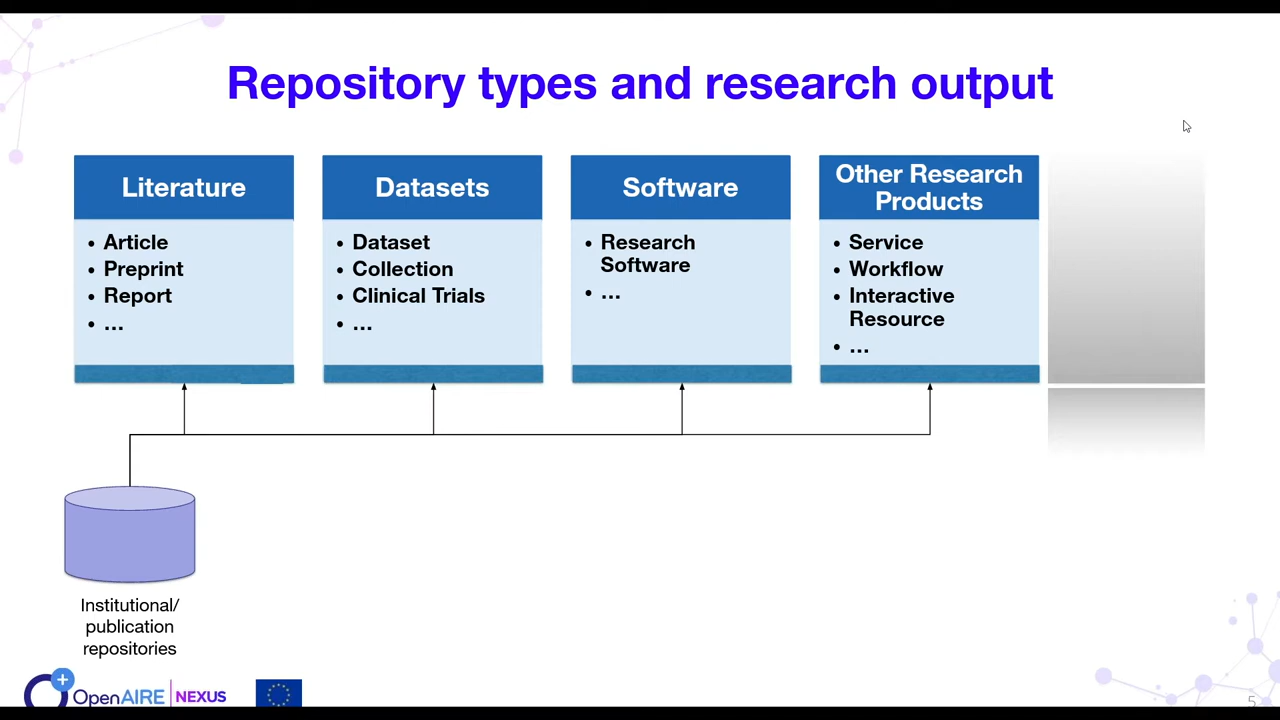 Repository types and research output
Literature
• Article
• Preprint
• Report
• ...
Datasets
• Dataset
• Collection
• Clinical Trials
• ...
Software
• Research
Software
• ...
Other Research
Products
• Service
• Workflow
• Interactive
Resource
• ...
Institutional/
publication
repositories
OpenAIRE NEXUS
5